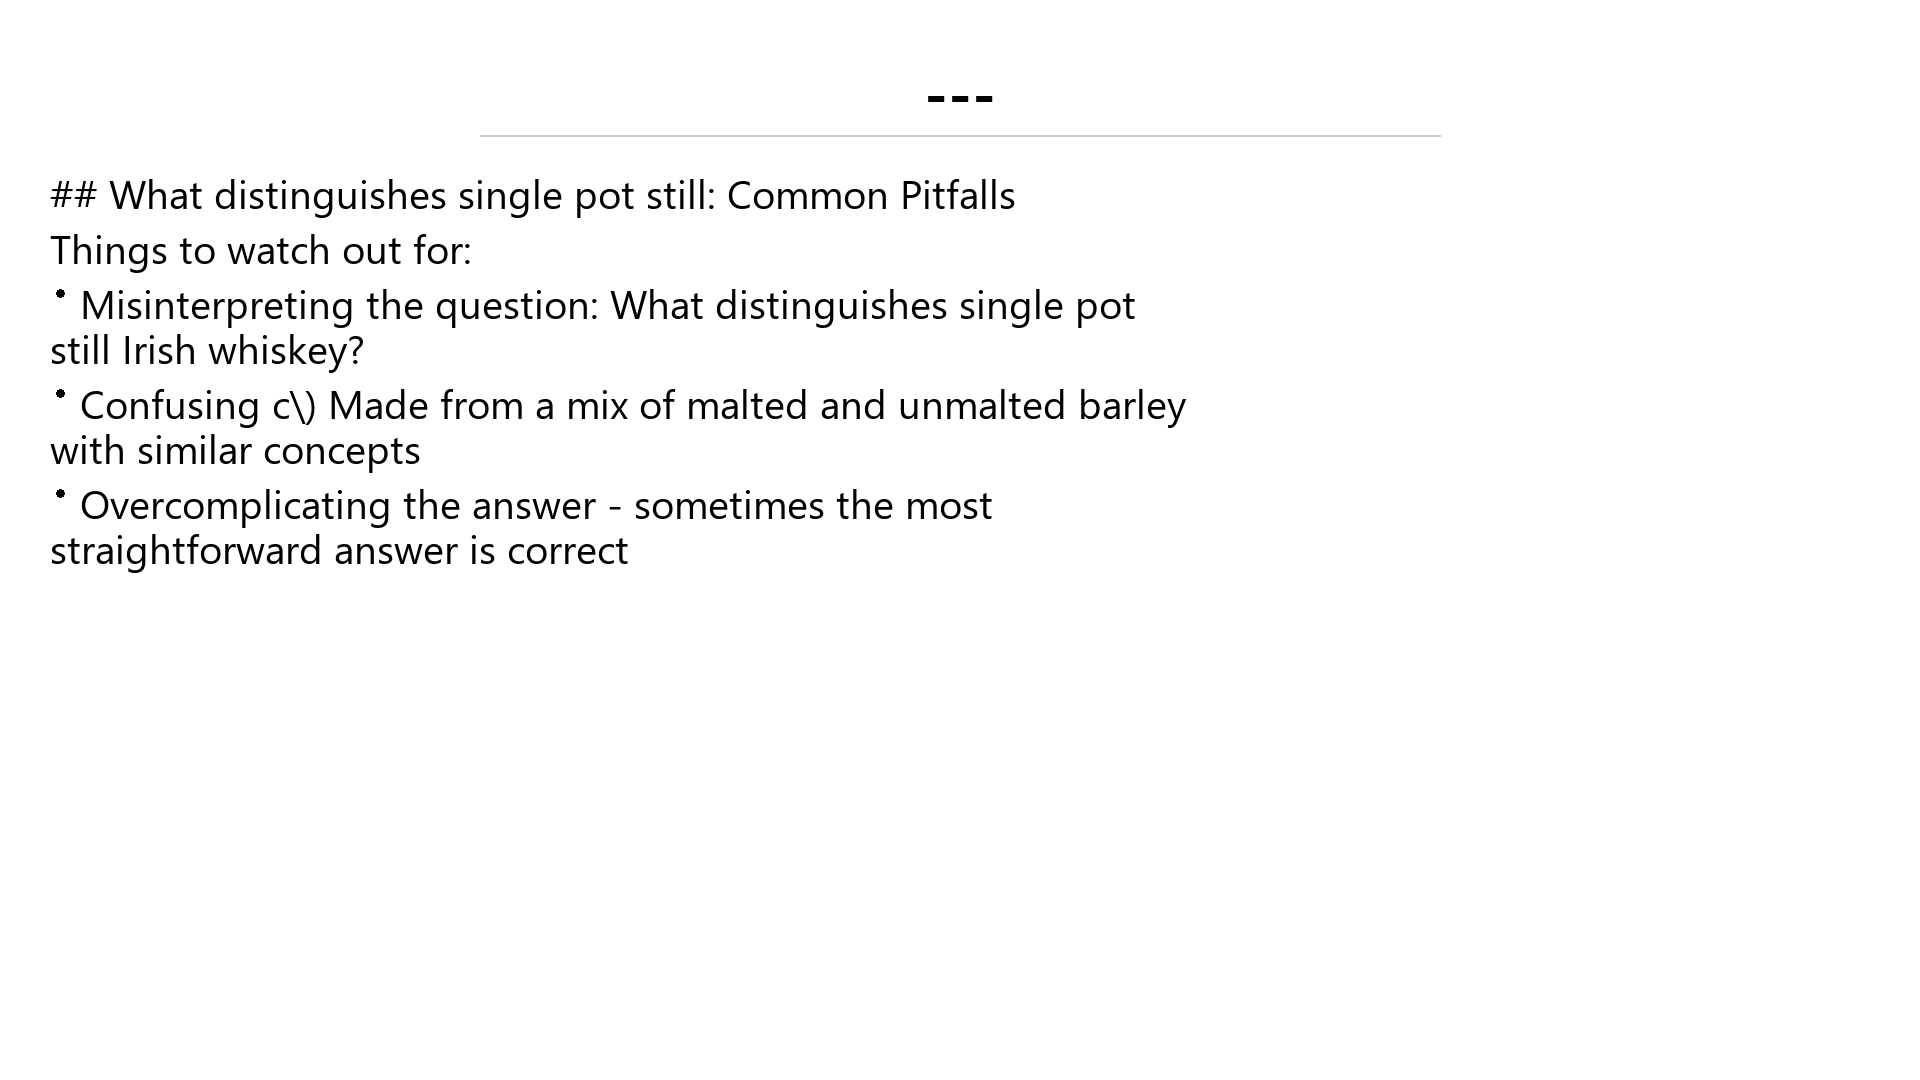 ---
## What distinguishes single pot still: Common Pitfalls
Things to watch out for:
• Misinterpreting the question: What distinguishes single pot
still Irish whiskey?
• Confusing c\) Made from a mix of malted and unmalted barley
with similar concepts
• Overcomplicating the answer - sometimes the most
straightforward answer is correct